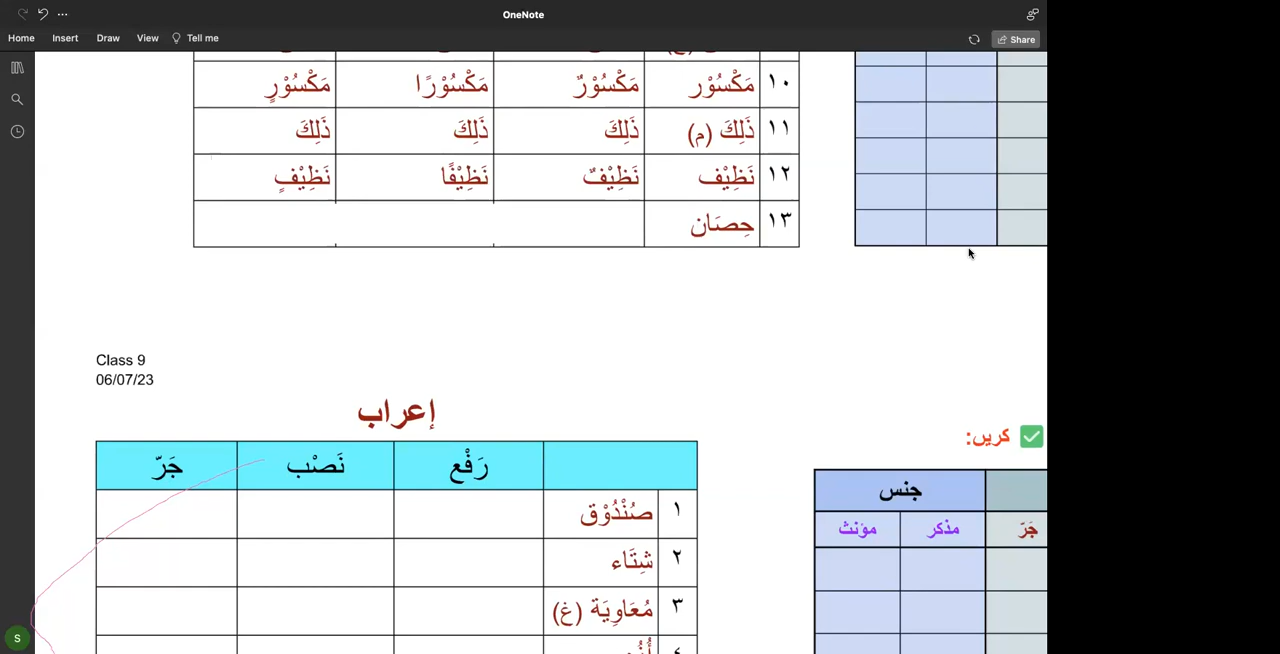 OneNote
Home Insert Draw View Tell me
Share
١٠ مَكْسُوْر مَكْسُوْرٌ مَكْسُوْرًا مَكْسُوْرٍ
١١ ذَلِكَ (م) ذَلِكَ ذَلِكَ ذَلِكَ
١٢ نَظِيْف نَظِيْفٌ نَظِيْفًا نَظِيْفٍ
١٣ حِصَان
Class 9
06/07/23
إعراب
کریں:
رَفْع نَصْب جَرّ
جنس
جَرّ مذكر مؤنث
١ صُنْدُوْق
٢ شِتَاء
٣ مُعَاوِيَة (غ)
S